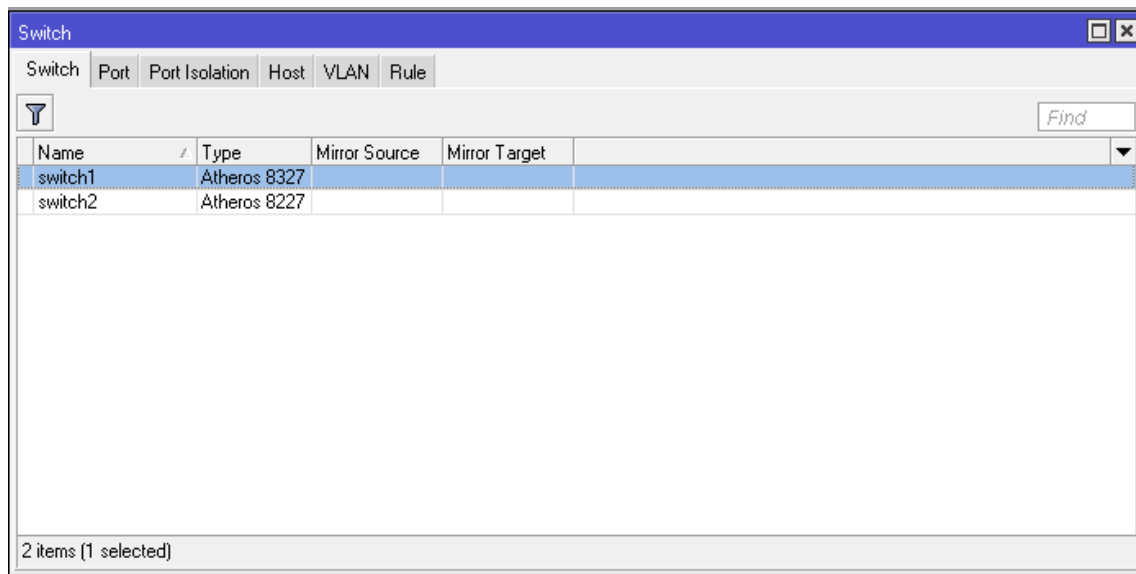 Switch
Switch Port Port Isolation Host VLAN Rule
Find
Name Type Mirror Source Mirror Target
switch1 Atheros 8327
switch2 Atheros 8227
2 items (1 selected)